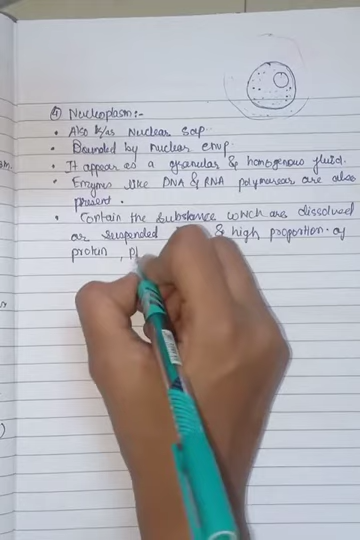 ④ Nucleoplasm:-
• Also k/as Nuclear Sap.
• Bounded by nuclear envp.
• It appear as a granular & homogenous fluid.
• Enzymes like DNA & RNA polymerases are also
present.
• Contain the substance which are dissolved
or suspended & high proportion of
protein, p